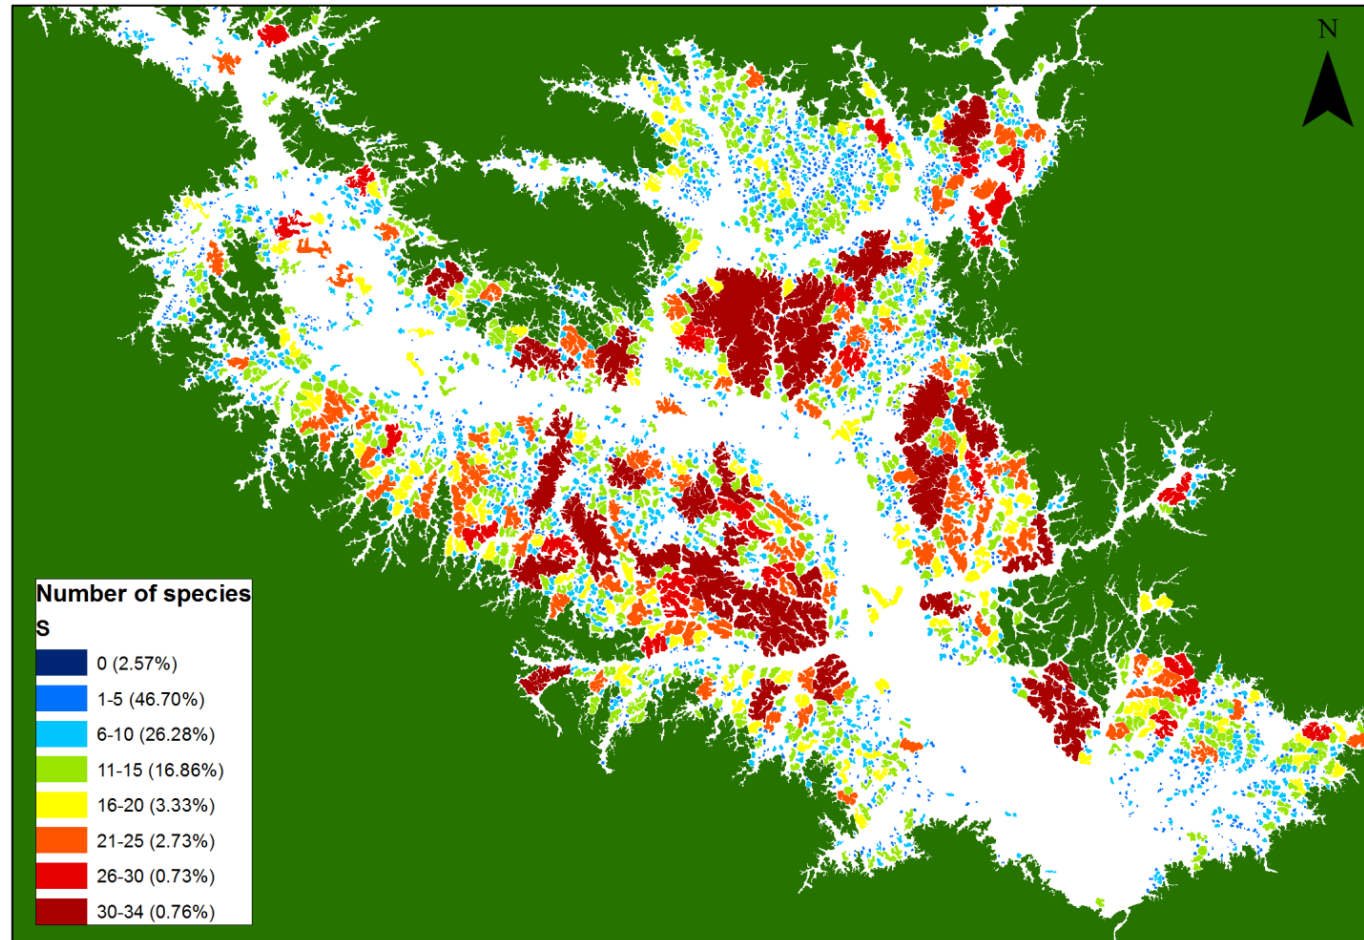 N
Number of species
S
0 (2.57%)
1-5 (46.70%)
6-10 (26.28%)
11-15 (16.86%)
16-20 (3.33%)
21-25 (2.73%)
26-30 (0.73%)
30-34 (0.76%)